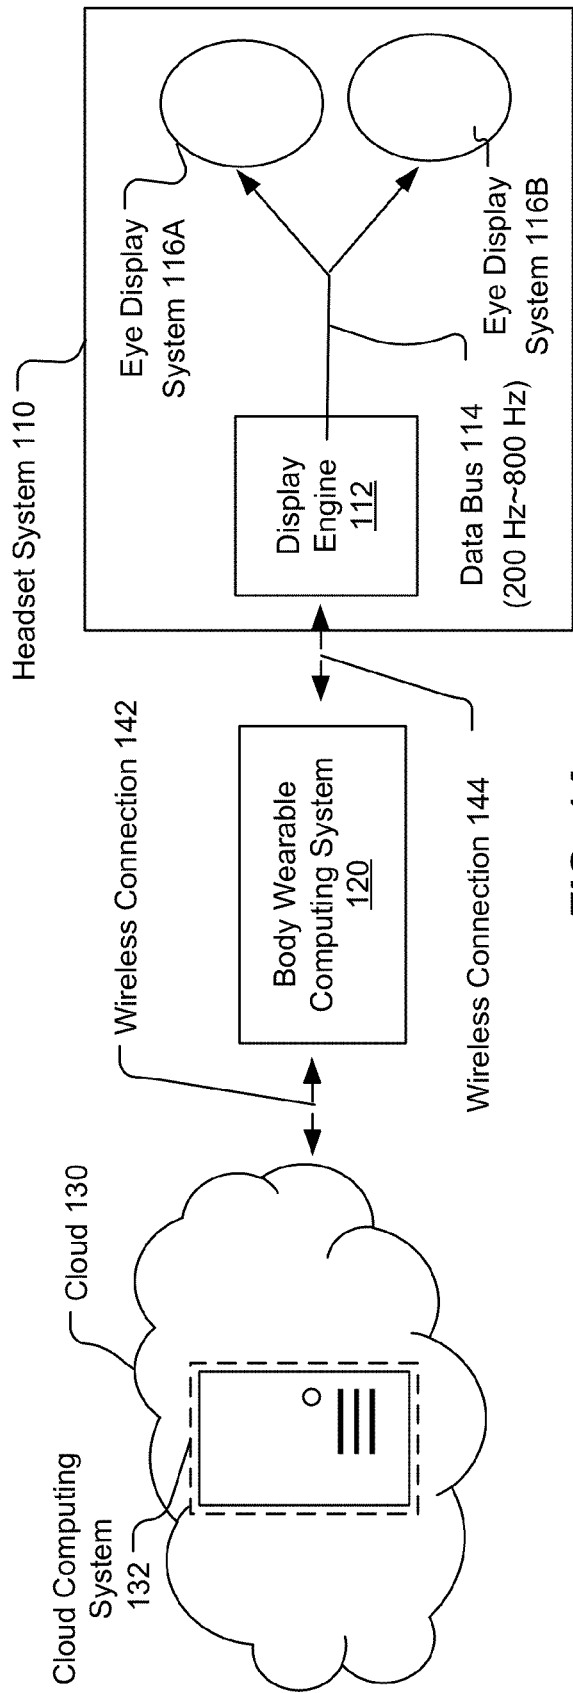 Headset System 110
Eye Display
System 116A
Eye Display
System 116B
Display
Engine
112
Data Bus 114
(200 Hz~800 Hz)
Wireless Connection 142
Body Wearable
Computing System
120
Wireless Connection 144
Cloud 130
Cloud Computing
System
132